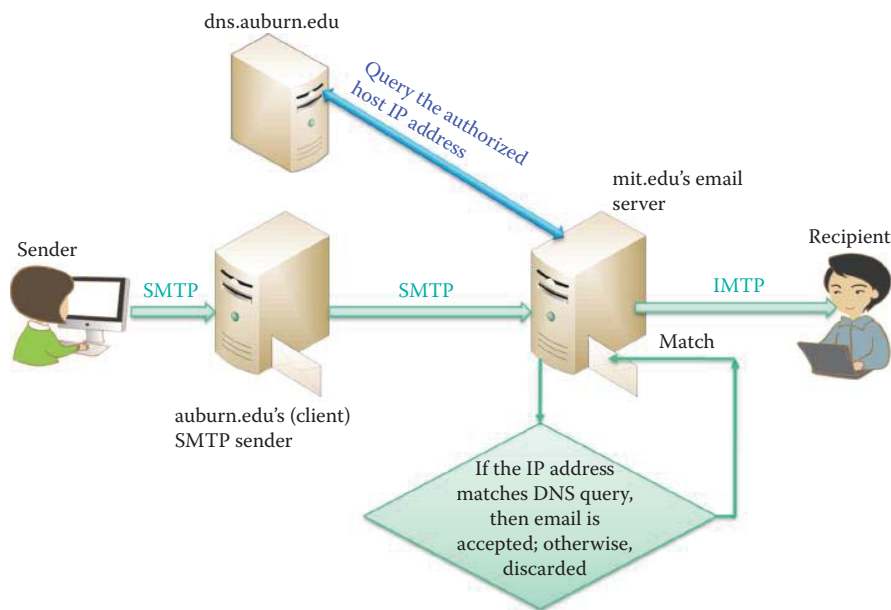 dns.auburn.edu
Query the authorized
host IP address
mit.edu's email
server
Sender
Recipient
SMTP
SMTP
IMTP
Match
auburn.edu's (client)
SMTP sender
If the IP address
matches DNS query,
then email is
accepted; otherwise,
discarded